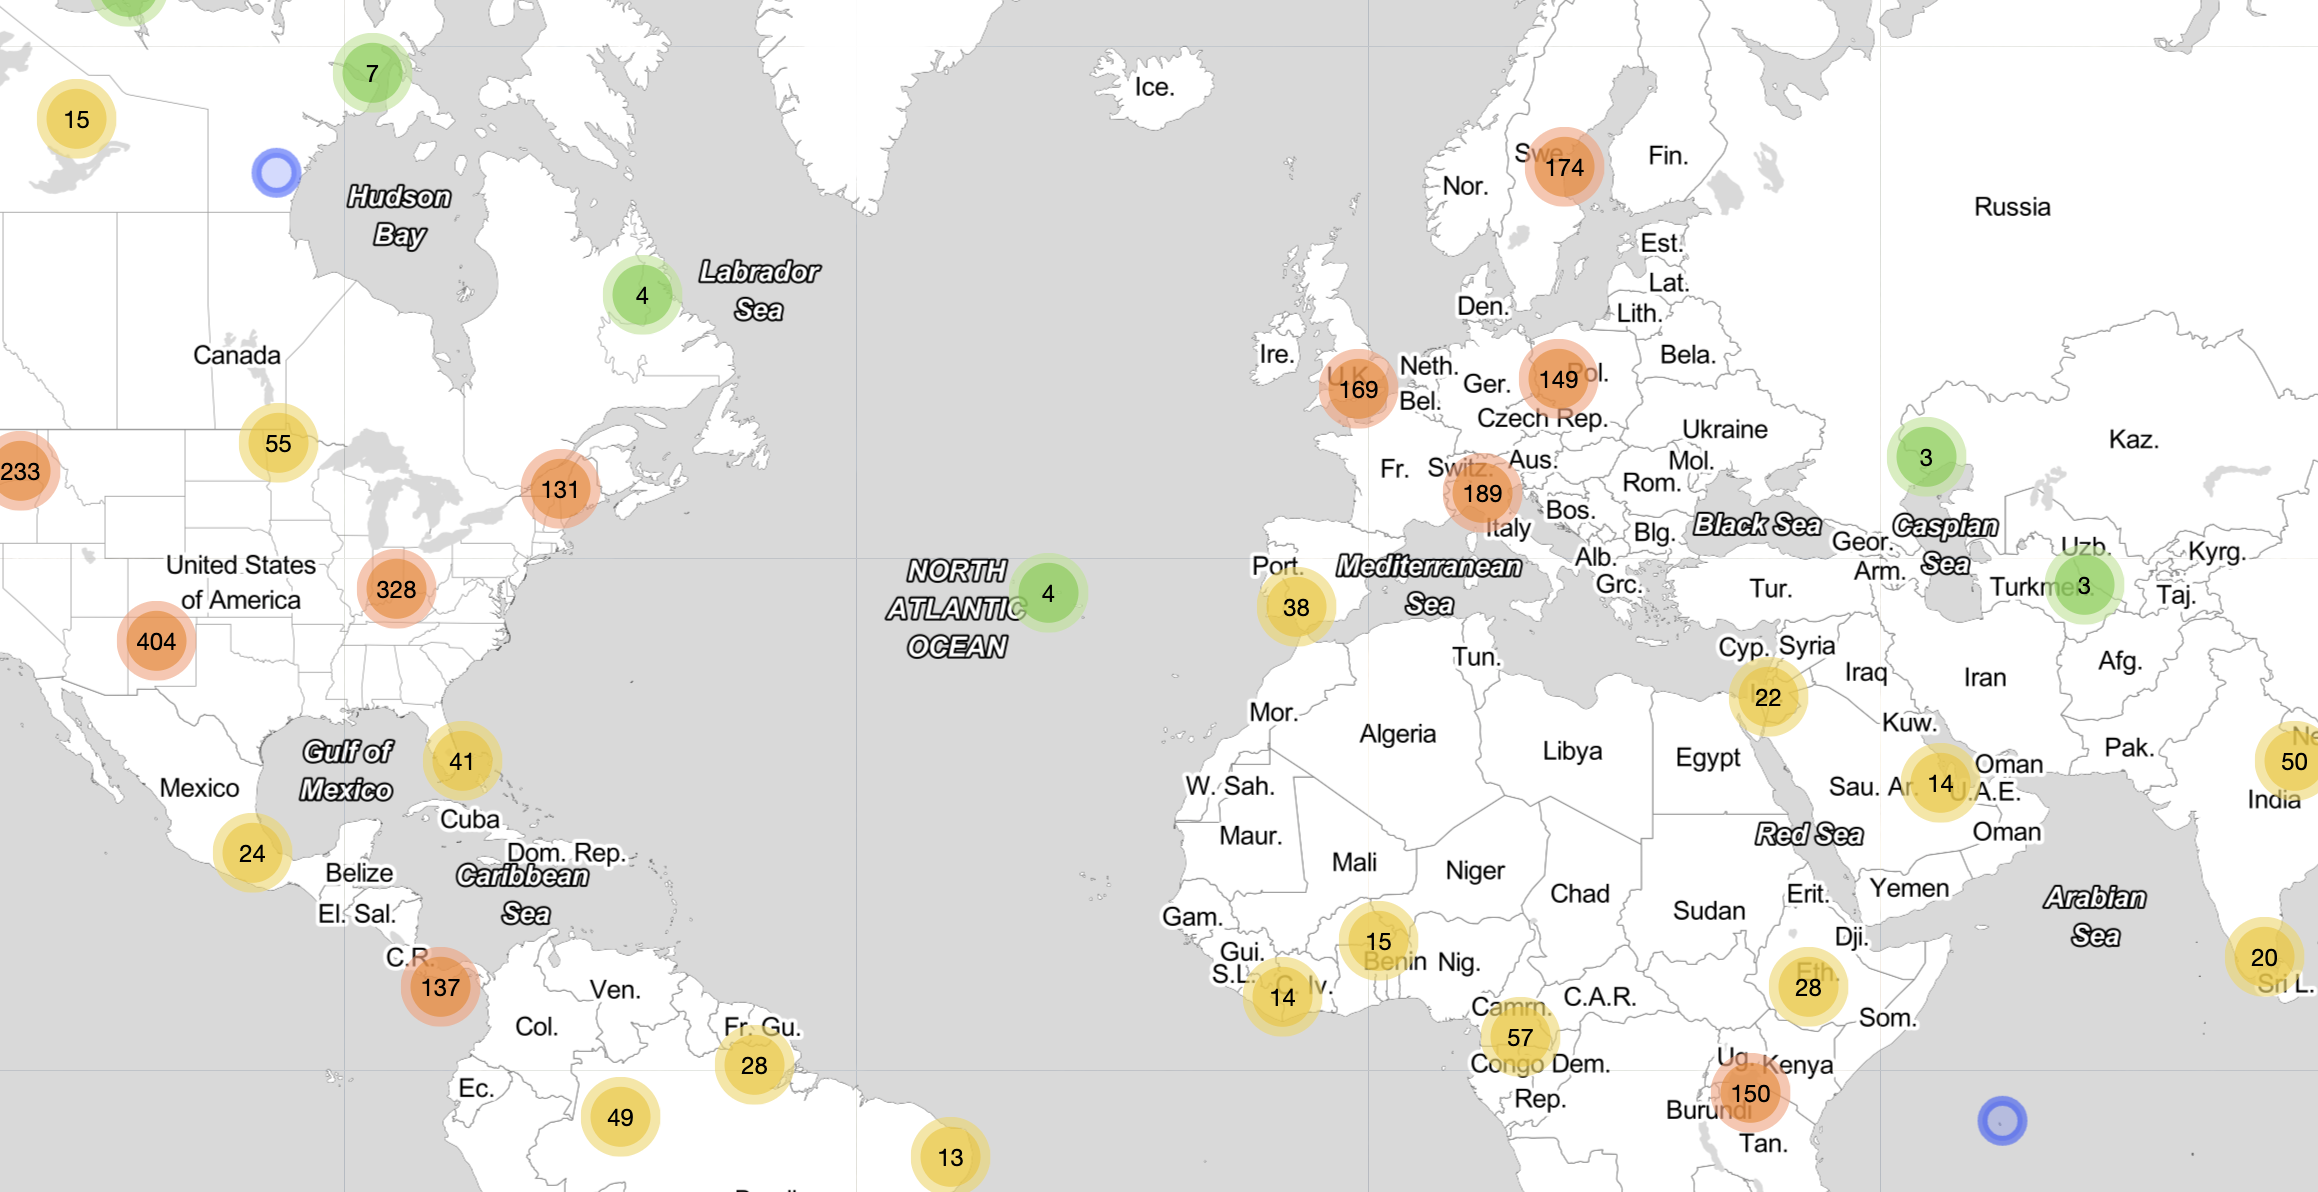 7
15
Ice.
Swe.
174
Fin.
Nor.
Russia
Hudson
Bay
Est.
Labrador
Sea
Lat.
4
Den.
Lith.
Canada
Ire.
Bela.
Neth.
U.K.
169
Ger.
149
Pol.
Bel.
Czech Rep.
Ukraine
Kaz.
55
3
Aus.
Mol.
233
Fr.
Switz.
Rom.
131
189
Bos.
Italy
Blg.
Black Sea
Caspian
Sea
Geor.
Uzb.
Kyrg.
United States
of America
Port.
Mediterranean
Sea
Alb.
Arm.
NORTH
ATLANTIC
OCEAN
4
328
Grc.
Tur.
Turkme
3
Taj.
38
404
Cyp.
Syria
Tun.
Afg.
Iraq
Iran
22
Mor.
Kuw.
Algeria
Libya
Egypt
Pak.
Ne
Gulf of
Mexico
41
50
Oman
Mexico
W. Sah.
Sau. Ar.
14
U.A.E.
India
Cuba
Maur.
Red Sea
Oman
24
Dom. Rep.
Mali
Belize
Caribbean
Sea
Niger
Chad
Yemen
Erit.
Arabian
Sea
El. Sal.
Gam.
Sudan
15
Dji.
C.R.
Gui.
Benin
Nig.
20
S.L.
Eth.
137
Ven.
14
C. Iv.
C.A.R.
28
Sri L.
Camrn.
Col.
Fr. Gu.
Som.
57
28
Congo
Dem.
Rep.
Ug.
Kenya
Ec.
150
49
Burundi
Tan.
13